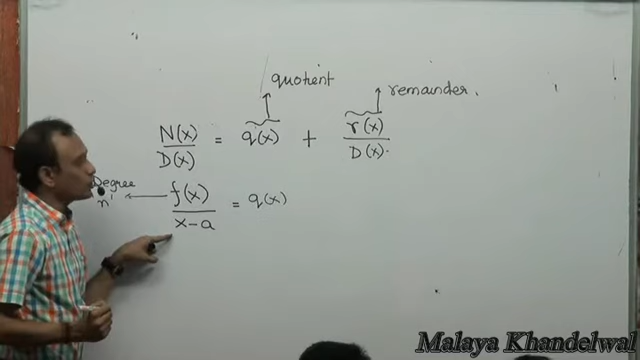 quotient
remainder.
N(x)/D(x) = q(x) + r(x)/D(x).
Degree 'n' ← f(x)/x-a = q(x)
Malaya Khandelwal